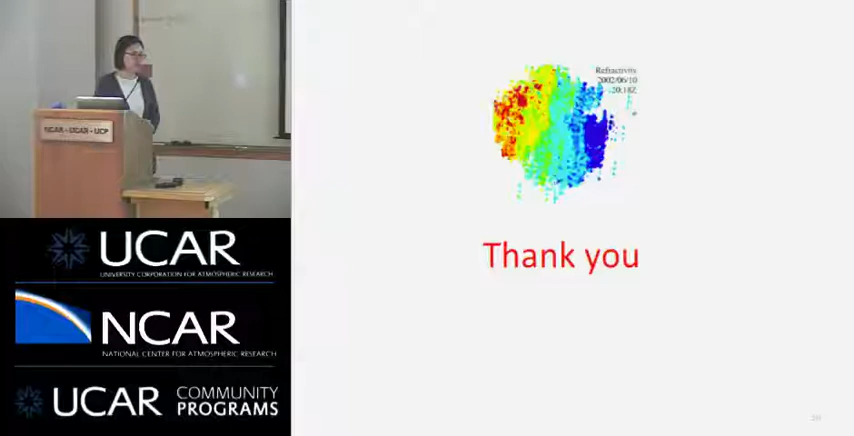 NCAR - UCAR - UCP
UCAR
UNIVERSITY CORPORATION FOR ATMOSPHERIC RESEARCH
NCAR
NATIONAL CENTER FOR ATMOSPHERIC RESEARCH
UCAR COMMUNITY PROGRAMS
Refractivity
2002/06/10
20:18Z
Thank you